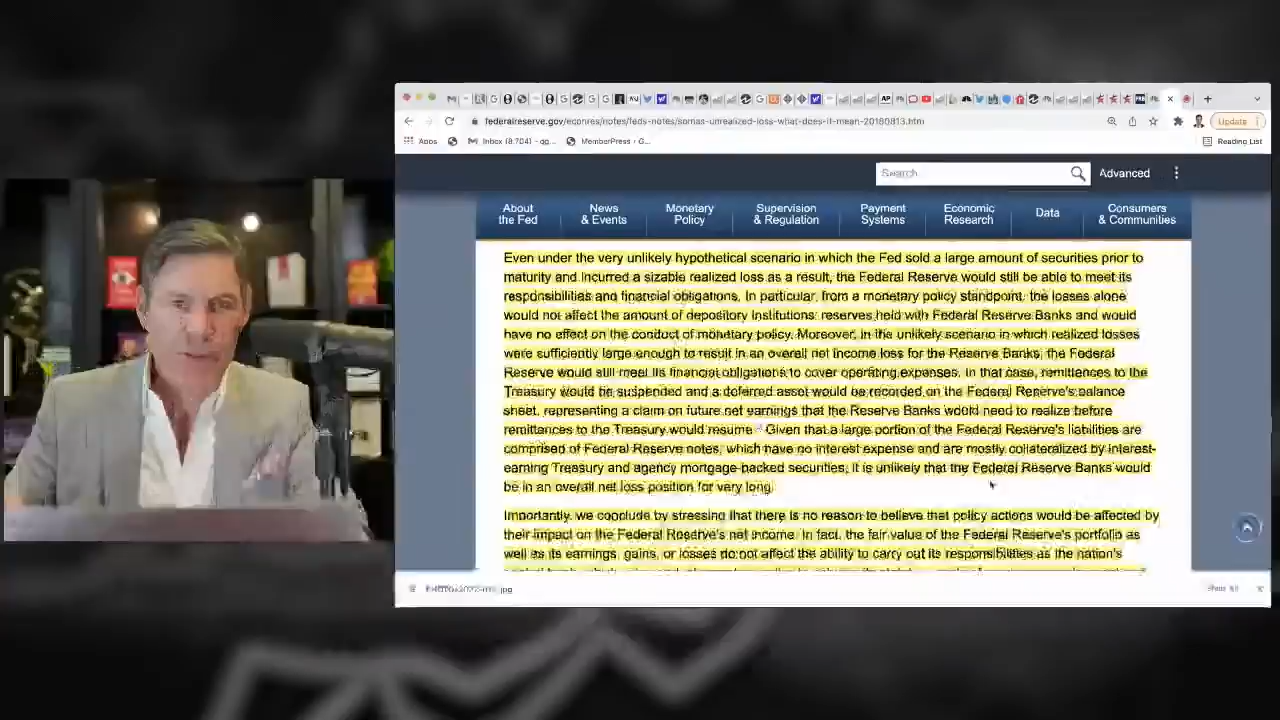 federalreserve.gov/econres/notes/feds-notes/somas-unrealized-loss-what-does-it-mean-20180813.htm
Update
Apps
Inbox (8,704) - gg...
MemberPress › G...
Reading List
Search
Advanced
About the Fed
News & Events
Monetary Policy
Supervision & Regulation
Payment Systems
Economic Research
Data
Consumers & Communities
Even under the very unlikely hypothetical scenario in which the Fed sold a large amount of securities prior to
maturity and incurred a sizable realized loss as a result, the Federal Reserve would still be able to meet its
responsibilities and financial obligations. In particular, from a monetary policy standpoint, the losses alone
would not affect the amount of depository institutions' reserves held with Federal Reserve Banks and would
have no effect on the conduct of monetary policy. Moreover, in the unlikely scenario in which realized losses
were sufficiently large enough to result in an overall net income loss for the Reserve Banks, the Federal
Reserve would still meet its financial obligations to cover operating expenses. In that case, remittances to the
Treasury would be suspended and a deferred asset would be recorded on the Federal Reserve's balance
sheet, representing a claim on future net earnings that the Reserve Banks would need to realize before
remittances to the Treasury would resume. Given that a large portion of the Federal Reserve's liabilities are
comprised of Federal Reserve notes, which have no interest expense and are mostly collateralized by interest-
earning Treasury and agency mortgage-backed securities, it is unlikely that the Federal Reserve Banks would
be in an overall net loss position for very long.
Importantly, we conclude by stressing that there is no reason to believe that policy actions would be affected by
their impact on the Federal Reserve's net income. In fact, the fair value of the Federal Reserve's portfolio as
well as its earnings, gains, or losses do not affect the ability to carry out its responsibilities as the nation's